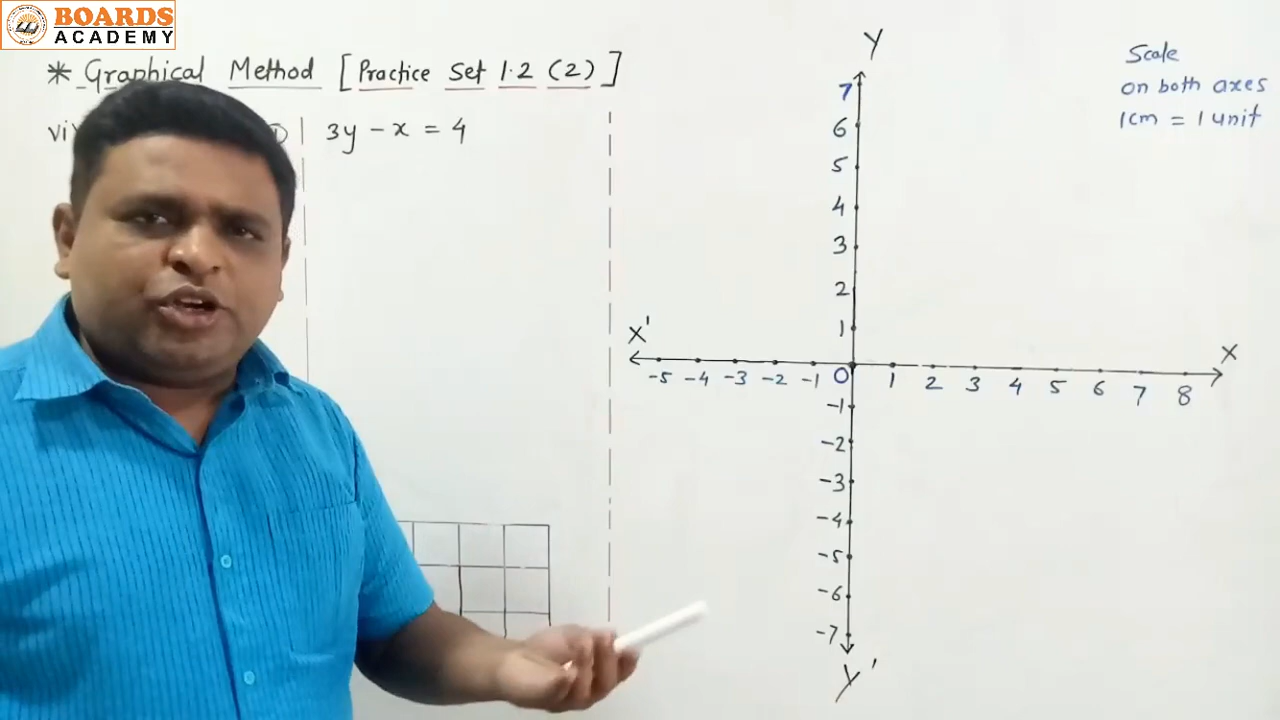 BOARDS
ACADEMY
* Graphical Method [Practice Set 1.2 (2)]
3y - x = 4
Scale
on both axes
1cm = 1 unit
Y
7
6
5
4
3
2
1
X'
X
-5 -4 -3 -2 -1 0 1 2 3 4 5 6 7 8
-1
-2
-3
-4
-5
-6
-7
Y'